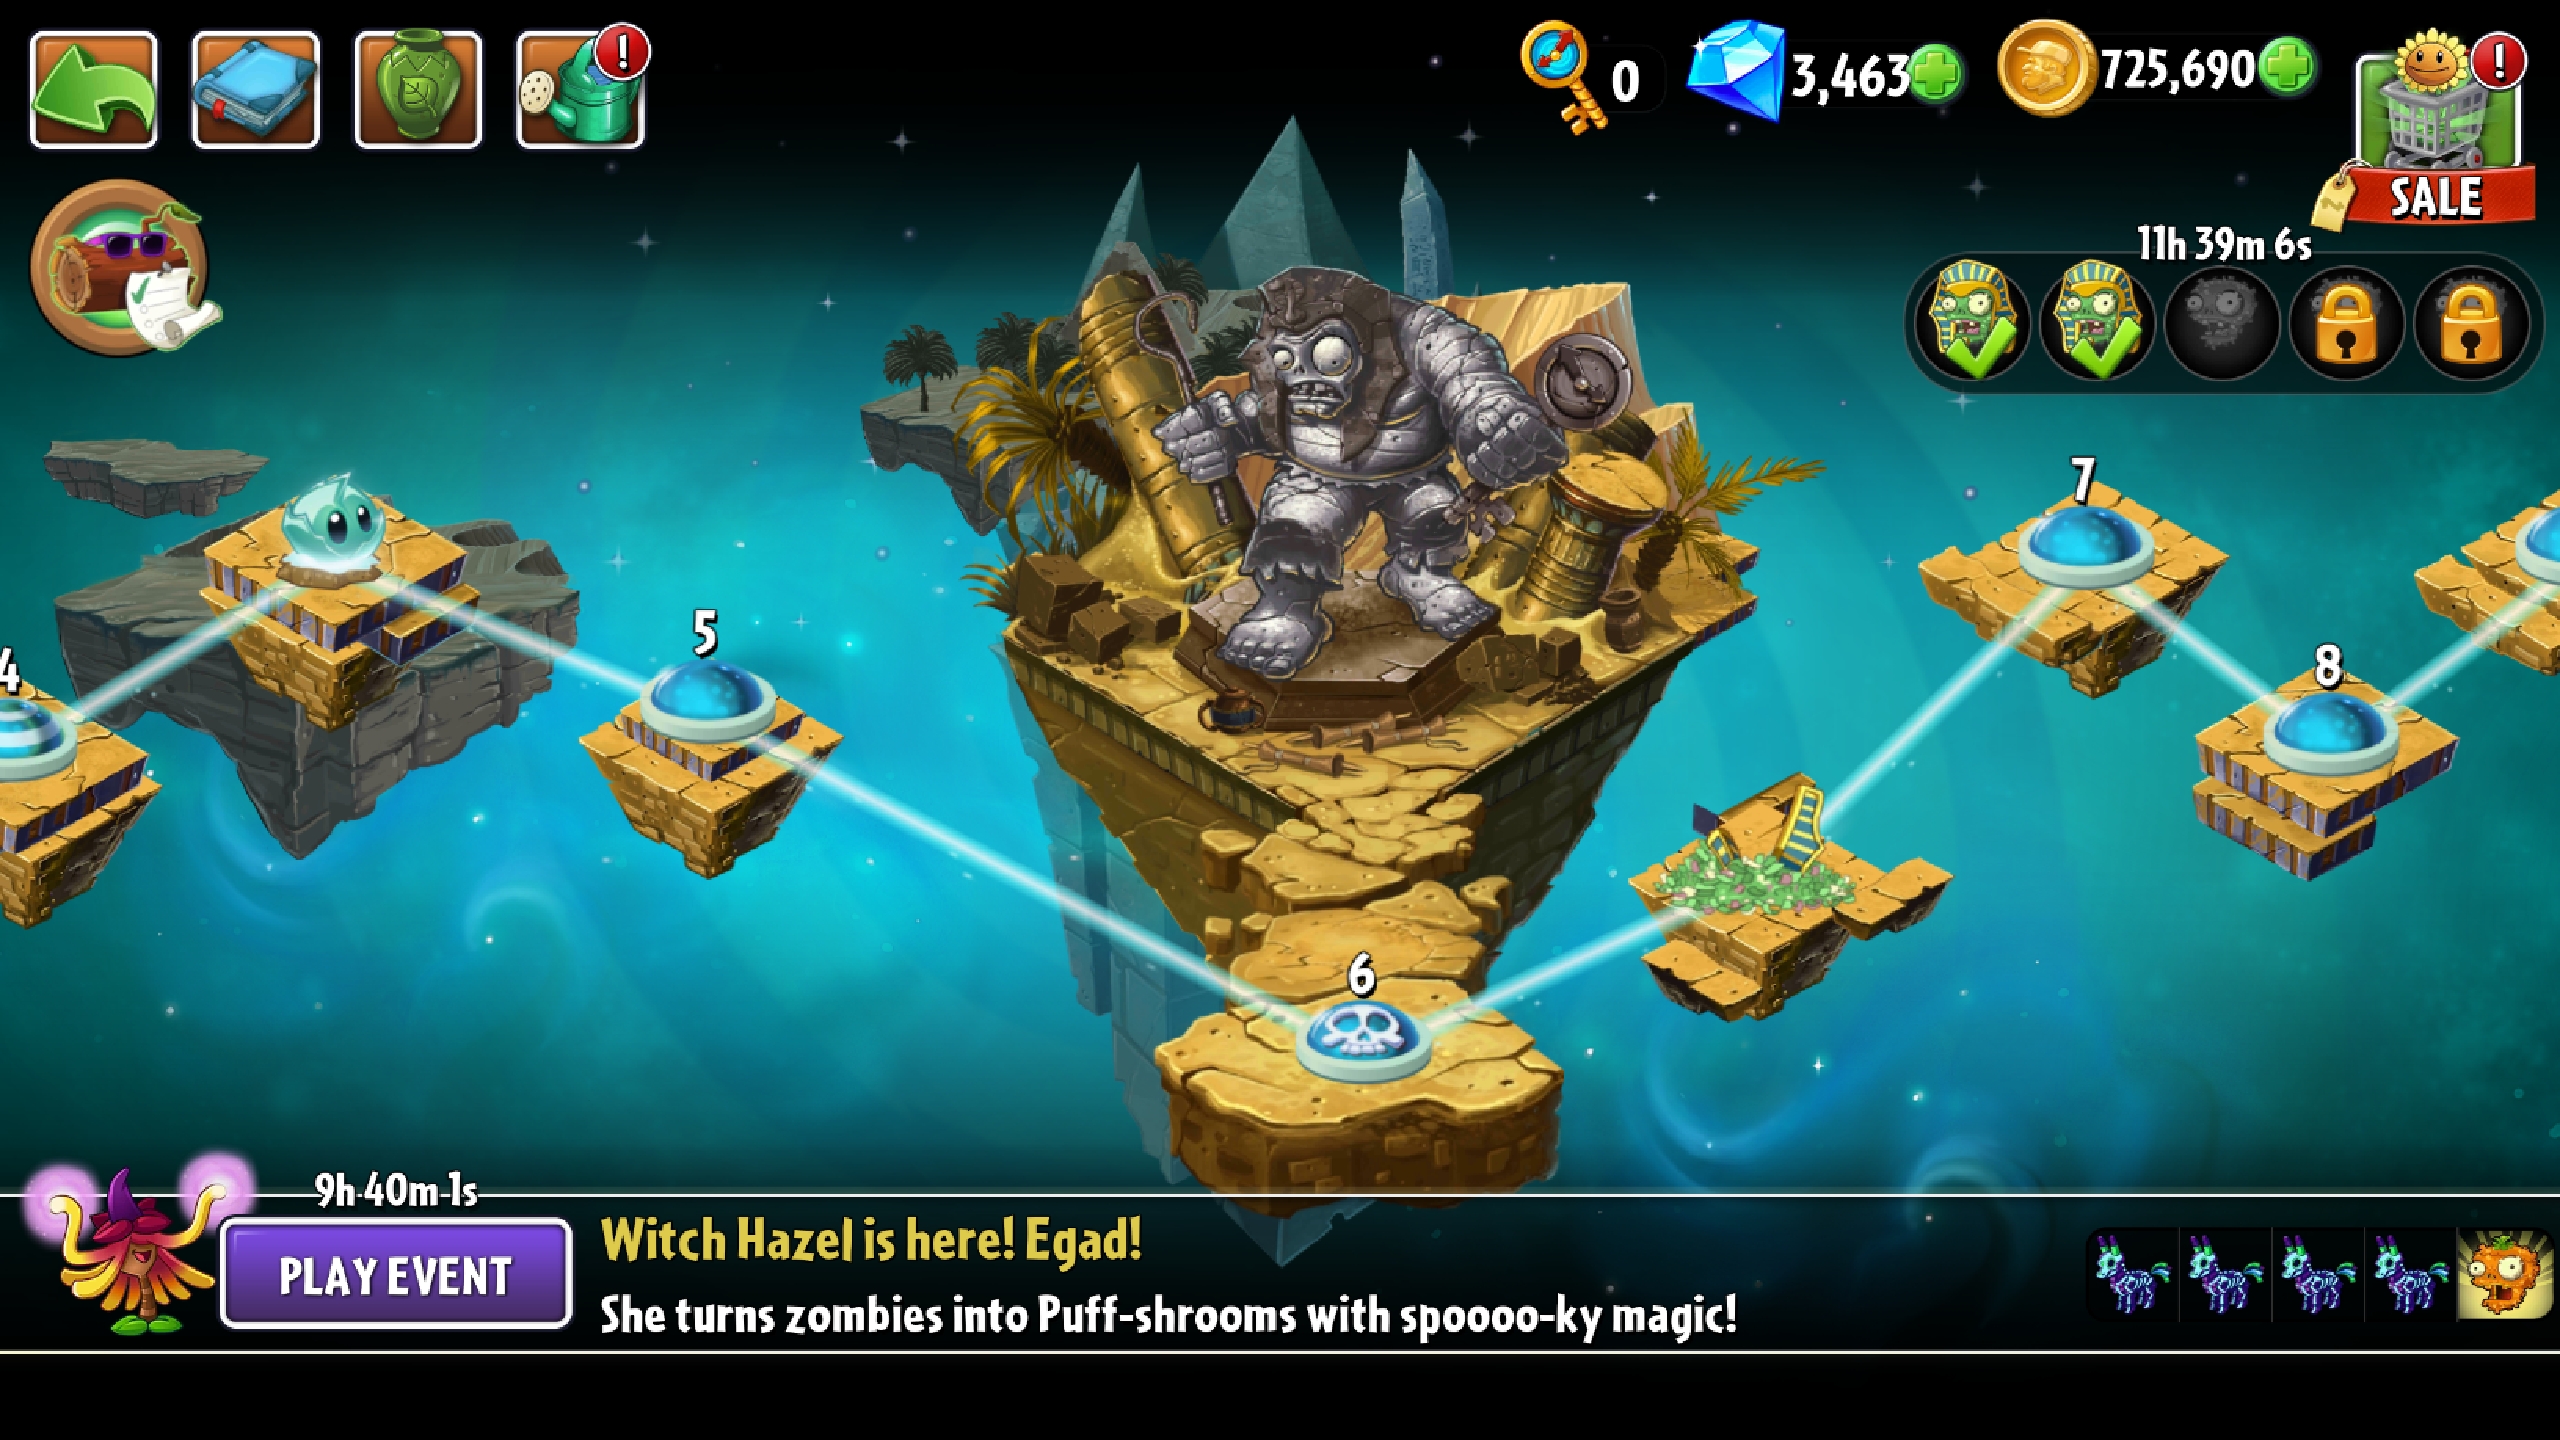 !
0
3,463
725,690
!
SALE
11h 39m 6s
7
5
4
8
6
9h 40m 1s
PLAY EVENT
Witch Hazel is here! Egad!
She turns zombies into Puff-shrooms with spoooo-ky magic!